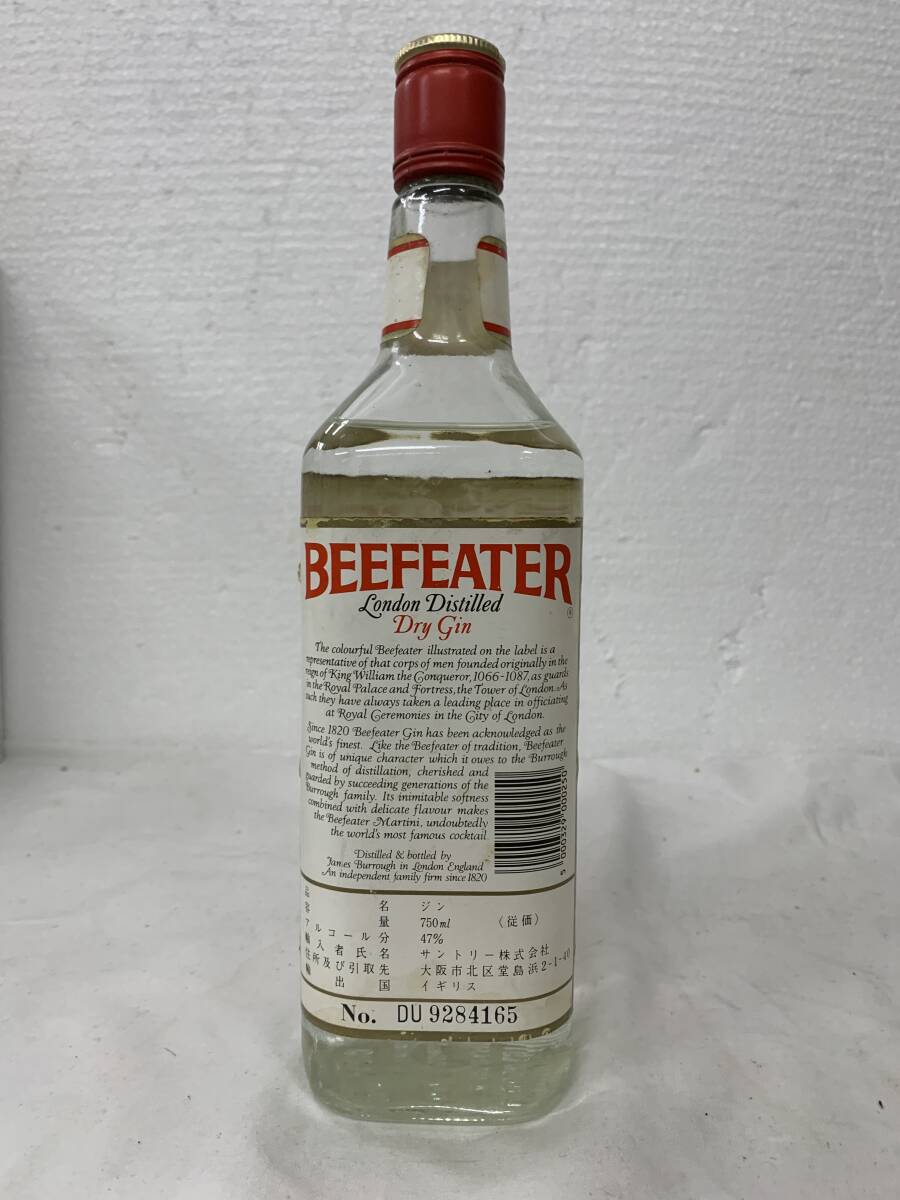 BEEFEATER
®
London Distilled
Dry Gin
The colourful Beefeater illustrated on the label is a
representative of that corps of men founded originally in the
reign of King William the Conqueror, 1066-1087, as guards
in the Royal Palace and Fortress, the Tower of London. As
such they have always taken a leading place in officiating
at Royal Ceremonies in the City of London.
Since 1820 Beefeater Gin has been acknowledged as the
world's finest. Like the Beefeater of tradition, Beefeater
Gin is of unique character which it owes to the Burrough
method of distillation, cherished and
guarded by succeeding generations of the
Burrough family. Its inimitable softness
combined with delicate flavour makes
the Beefeater Martini, undoubtedly
the world's most famous cocktail
5 000329 000250
Distilled & bottled by
James Burrough in London England
An independent family firm since 1820
品名 ジン
容量 750ml (従価)
アルコール分 47%
輸入者氏名 サントリー株式会社
住所及び引取先 大阪市北区堂島浜2-1-40
輸出国 イギリス
No. DU 9284165